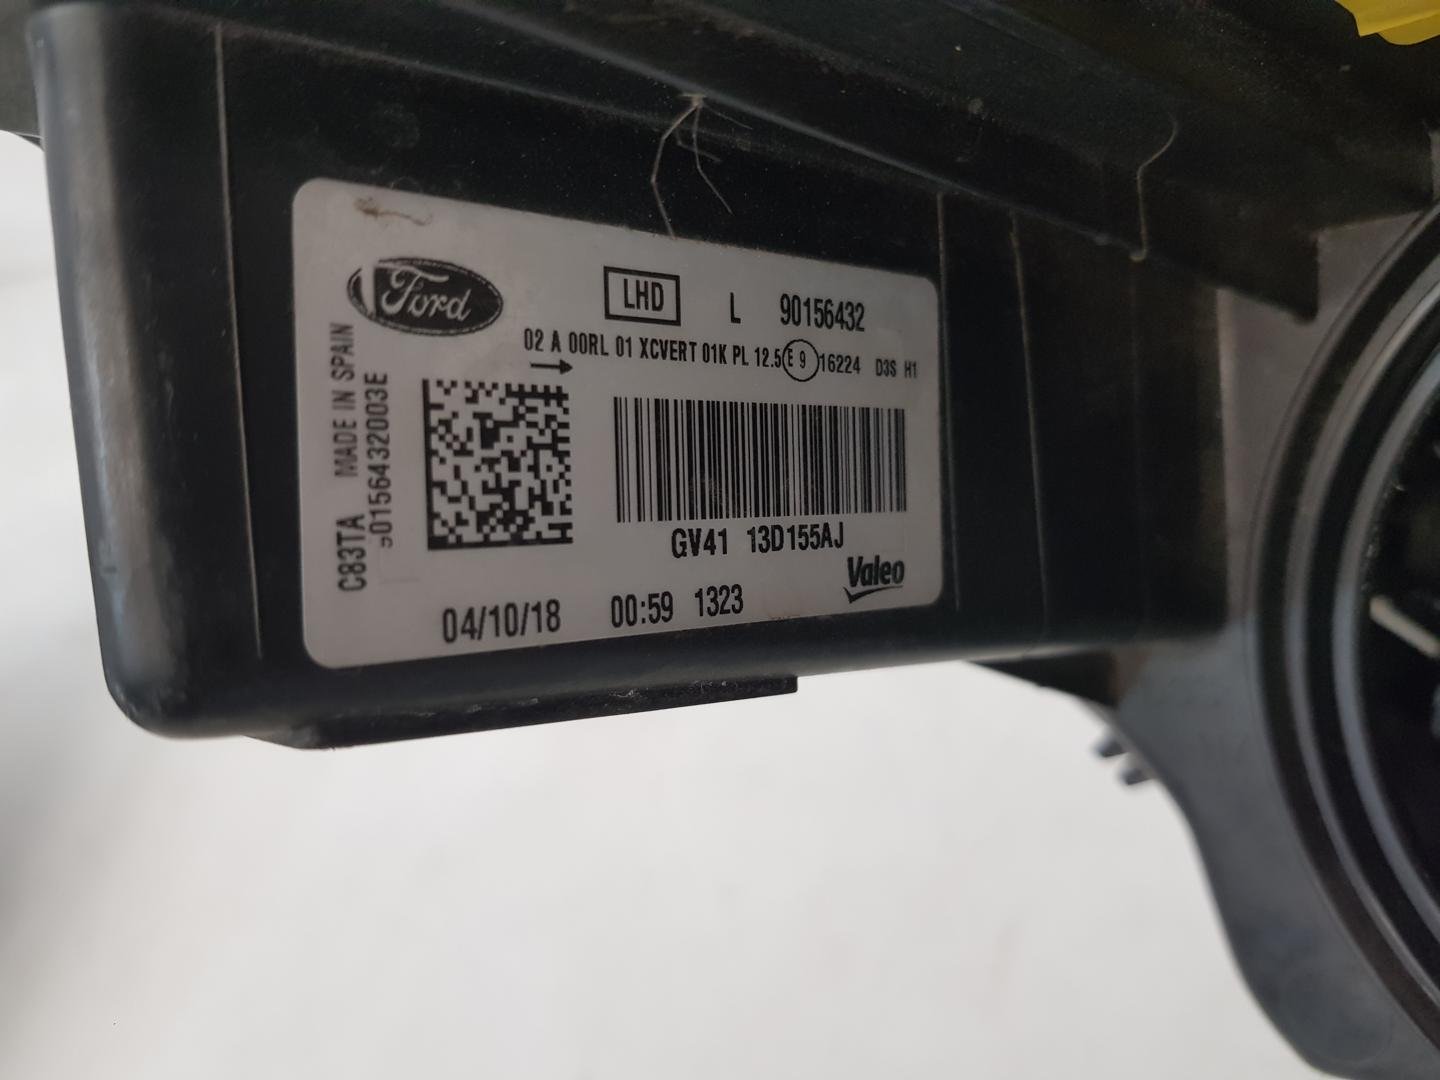 Ford
LHD L 90156432
02 A 00RL 01 XCVERT 01K PL 12.5 E 9 16224 D3S H1
→
C83TA MADE IN SPAIN
90156432003E
GV41 13D155AJ
Valeo
04/10/18 00:59 1323